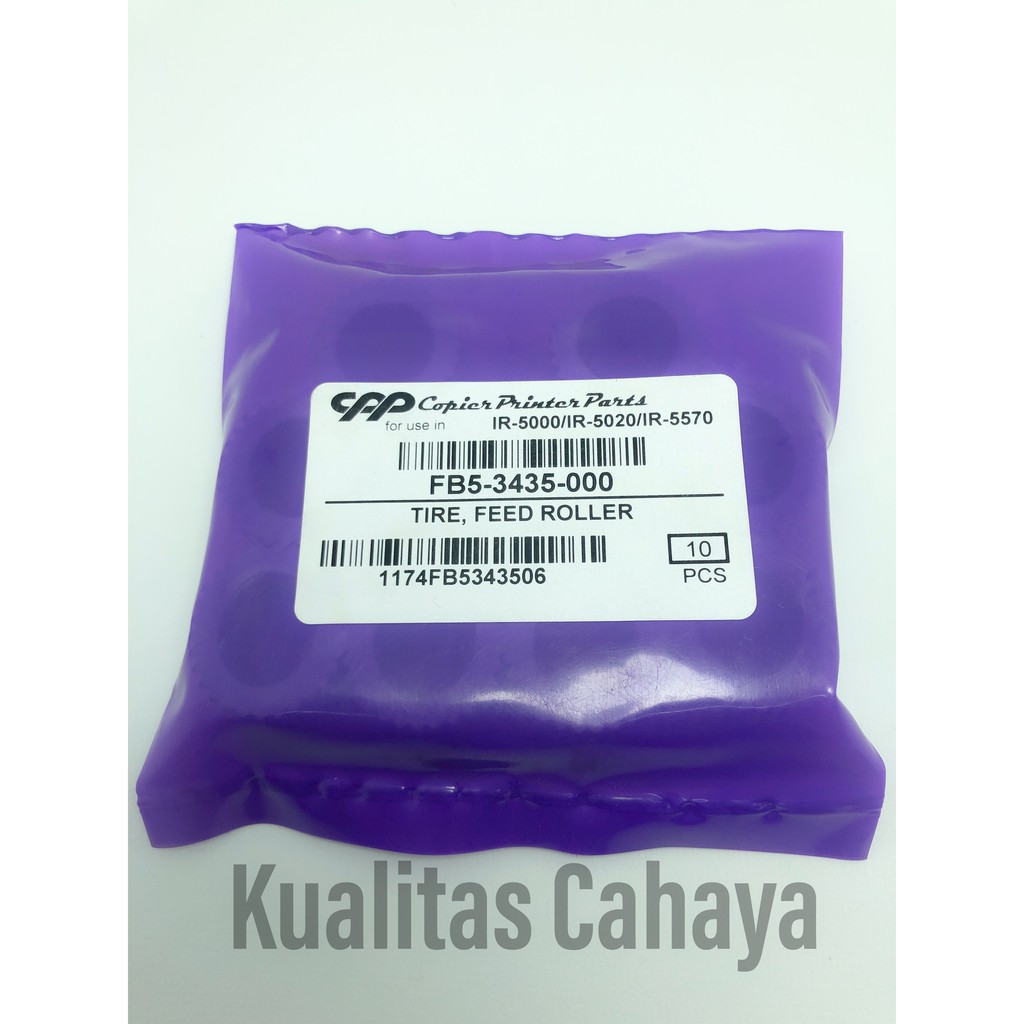 CPP Copier Printer Parts
for use in IR-5000/IR-5020/IR-5570
FB5-3435-000
TIRE, FEED ROLLER
1174FB5343506
10
PCS
Kualitas Cahaya